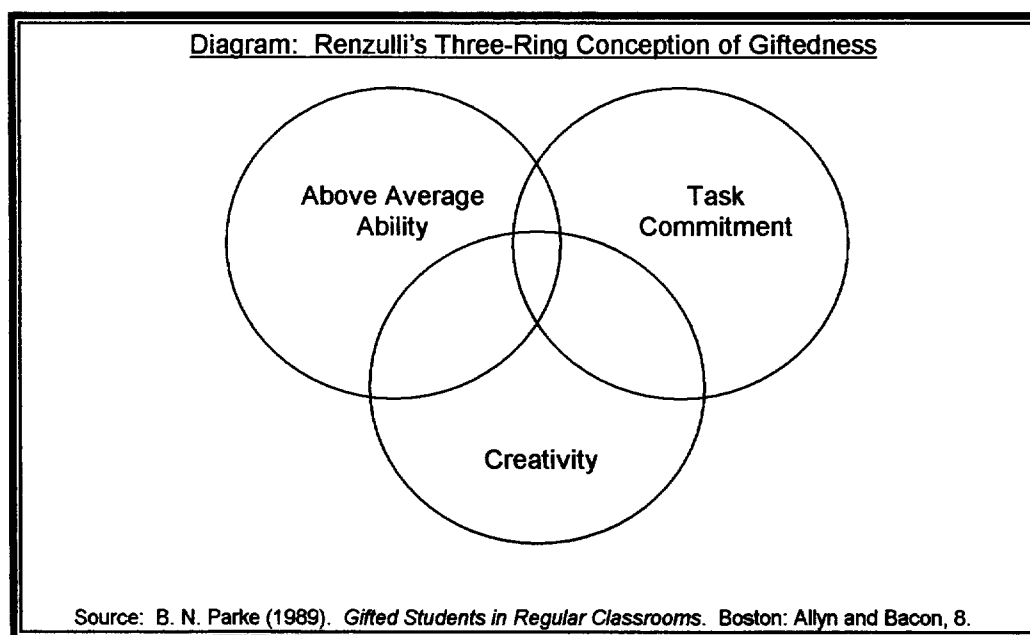 Diagram: Renzulli's Three-Ring Conception of Giftedness
Above Average
Ability
Task
Commitment
Creativity
Source: B. N. Parke (1989). Gifted Students in Regular Classrooms. Boston: Allyn and Bacon, 8.